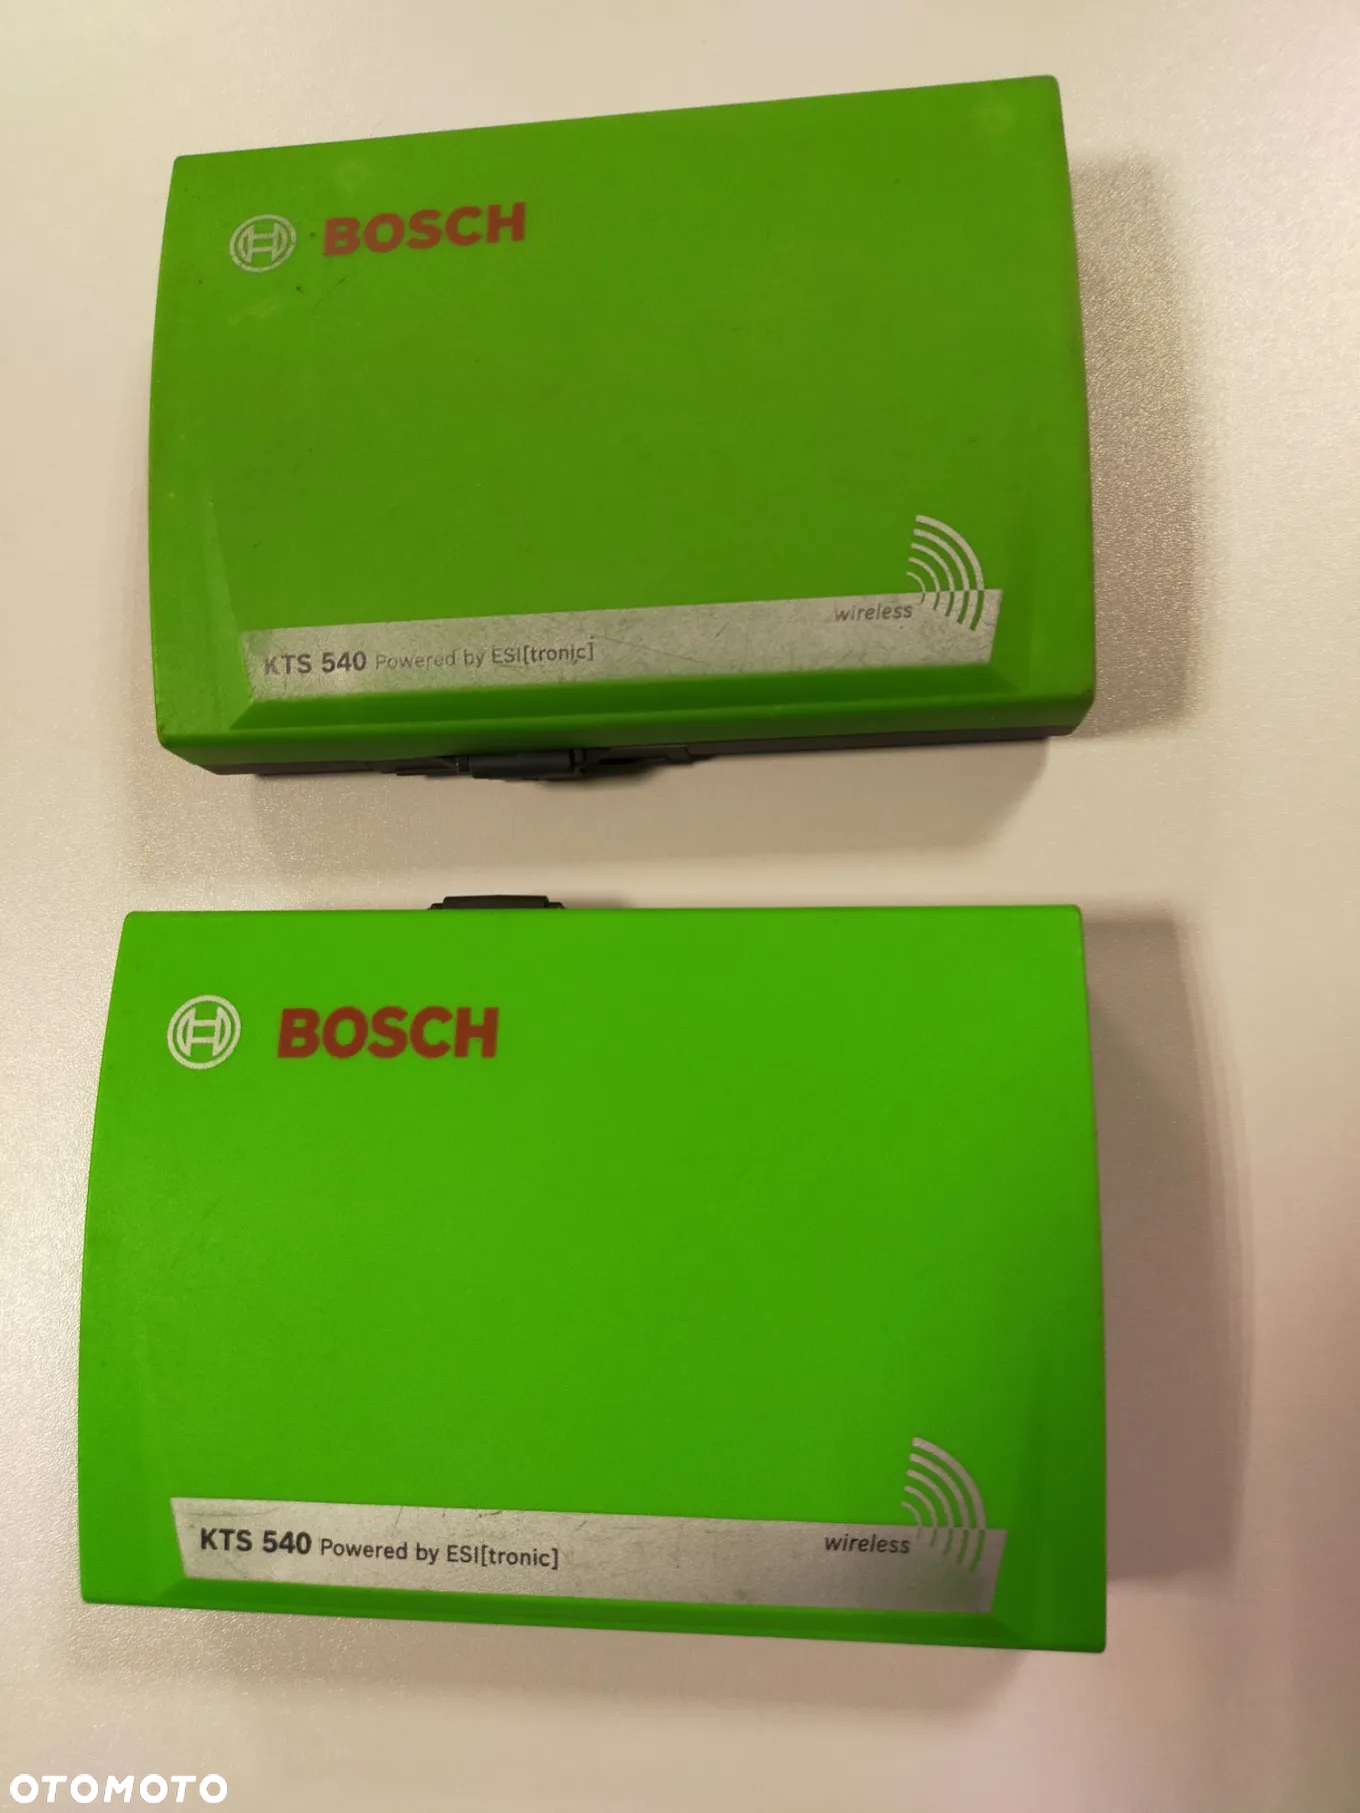 BOSCH
wireless
KTS 540 Powered by ESI[tronic]
BOSCH
KTS 540 Powered by ESI[tronic]
wireless
OTOMOTO